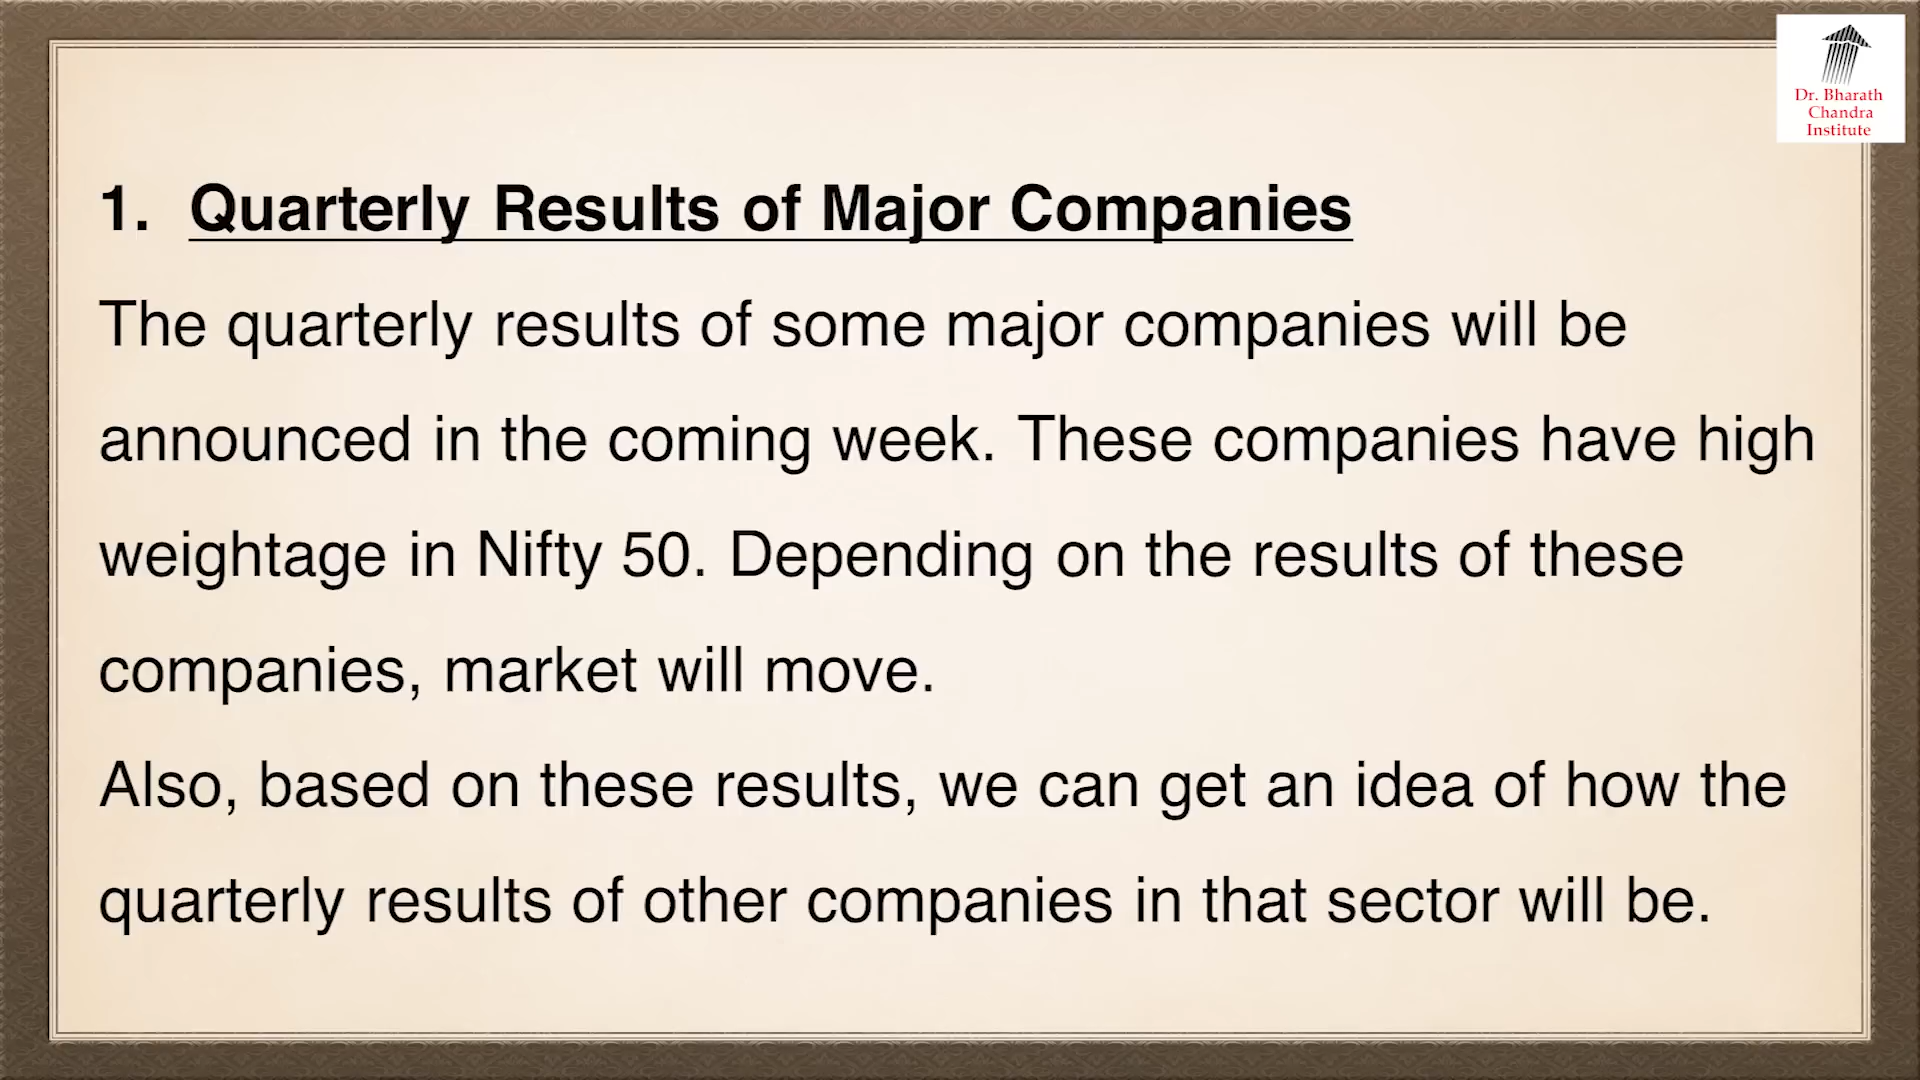 Dr. Bharath
Chandra
Institute
1. Quarterly Results of Major Companies
The quarterly results of some major companies will be
announced in the coming week. These companies have high
weightage in Nifty 50. Depending on the results of these
companies, market will move.
Also, based on these results, we can get an idea of how the
quarterly results of other companies in that sector will be.